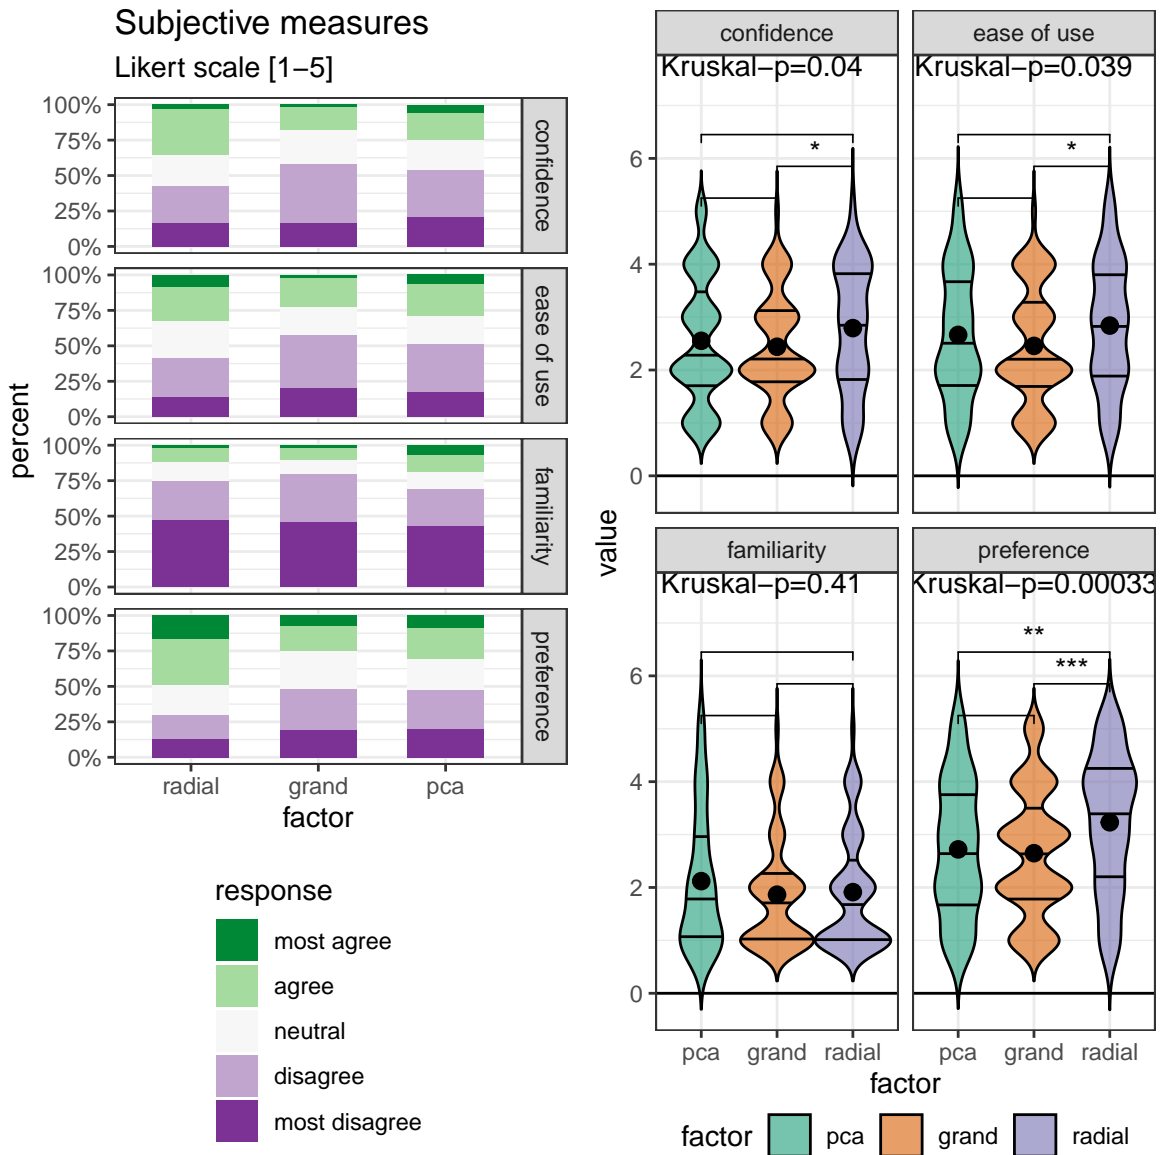 Subjective measures
Likert scale [1−5]
percent
100%
75%
50%
25%
0%
confidence
100%
75%
50%
25%
0%
ease of use
100%
75%
50%
25%
0%
familiarity
100%
75%
50%
25%
0%
preference
radial grand pca
factor
response
most agree
agree
neutral
disagree
most disagree
value
confidence
Kruskal−p=0.04
*
6
4
2
0
ease of use
Kruskal−p=0.039
*
familiarity
Kruskal−p=0.41
6
4
2
0
preference
Kruskal−p=0.00033
**
***
pca grand radial
pca grand radial
factor
factor pca grand radial